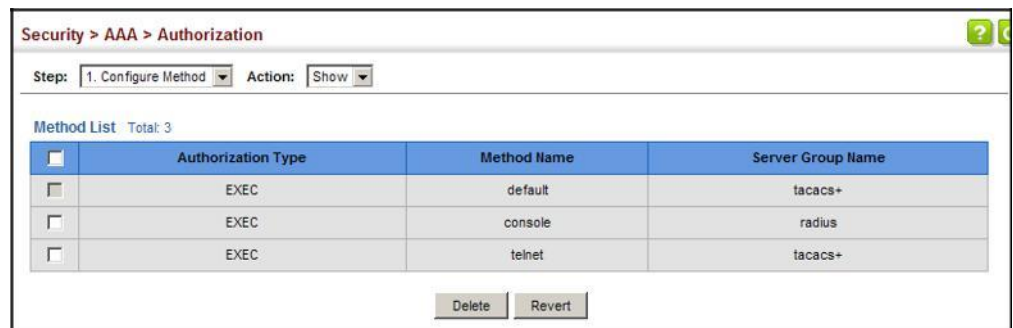 Security > AAA > Authorization
?
Step: 1. Configure Method Action: Show
Method List Total: 3
Authorization Type Method Name Server Group Name
EXEC default tacacs+
EXEC console radius
EXEC telnet tacacs+
Delete Revert